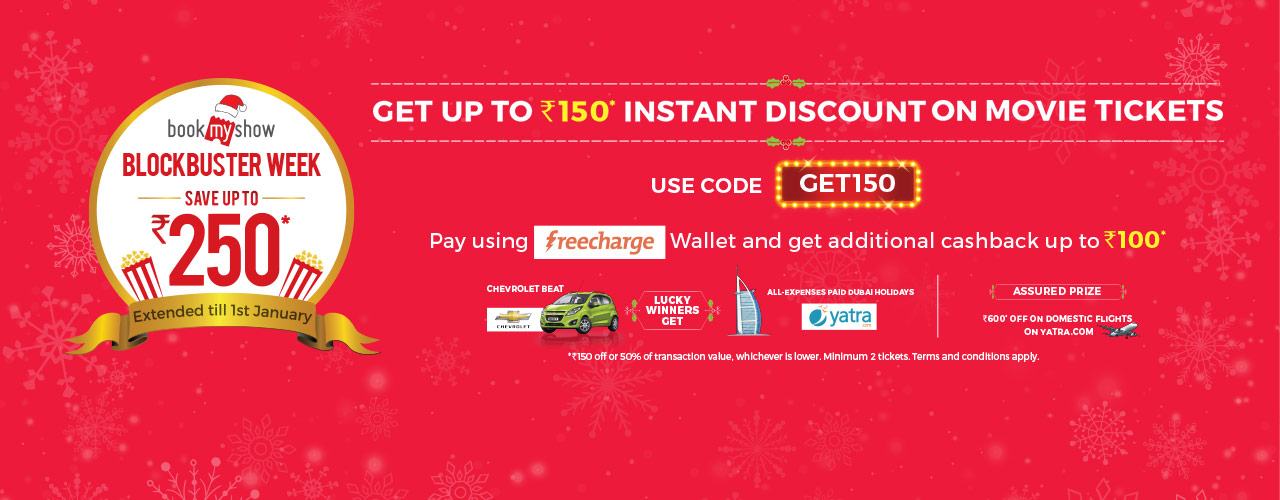 bookmyshow
BLOCKBUSTER WEEK
SAVE UP TO
₹250*
Extended till 1st January
GET UP TO ₹150* INSTANT DISCOUNT ON MOVIE TICKETS
USE CODE GET150
Pay using freecharge Wallet and get additional cashback up to ₹100*
CHEVROLET BEAT
CHEVROLET
LUCKY
WINNERS
GET
ALL-EXPENSES PAID DUBAI HOLIDAYS
yatra.com
ASSURED PRIZE
₹600* OFF ON DOMESTIC FLIGHTS
ON YATRA.COM
*₹150 off or 50% of transaction value, whichever is lower. Minimum 2 tickets. Terms and conditions apply.